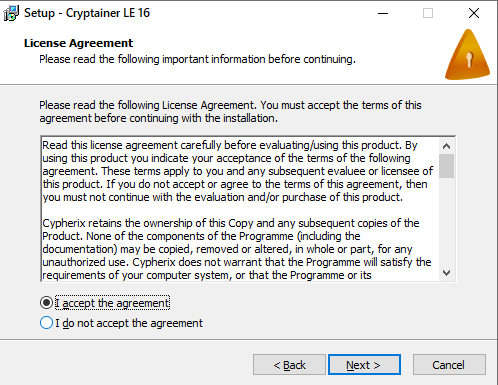 Setup - Cryptainer LE 16
License Agreement
Please read the following important information before continuing.
Please read the following License Agreement. You must accept the terms of this
agreement before continuing with the installation.
Read this license agreement carefully before evaluating/using this product. By
using this product you indicate your acceptance of the terms of the following
agreement. These terms apply to you and any subsequent evaluee or licensee of
this product. If you do not accept or agree to the terms of this agreement, then
you must not continue with the evaluation and/or purchase of this product.
Cypherix retains the ownership of this Copy and any subsequent copies of the
Product. None of the components of the Programme (including the
documentation) may be copied, removed or altered, in whole or part, for any
unauthorized use. Cypherix does not warrant that the Programme will satisfy the
requirements of your computer system, or that the Programme or its
I accept the agreement
I do not accept the agreement
< Back
Next >
Cancel